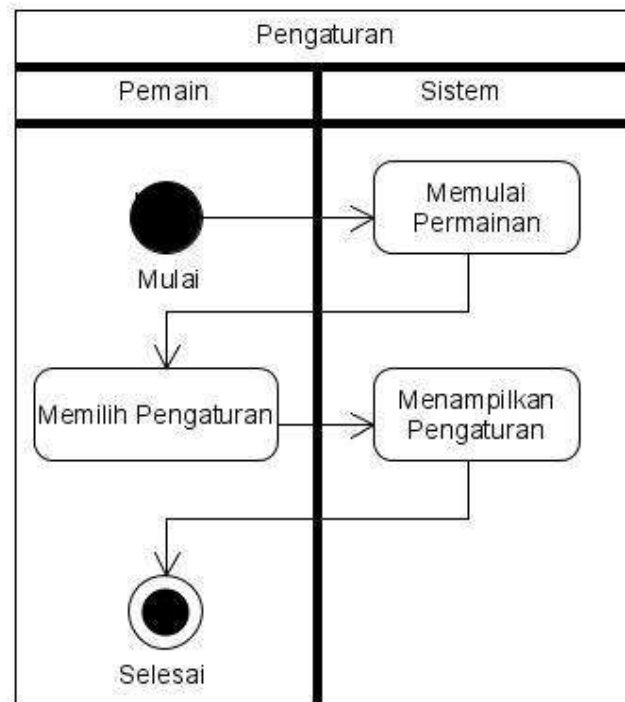 Pengaturan
Pemain
Sistem
Memulai
Permainan
Mulai
Memilih Pengaturan
Menampilkan
Pengaturan
Selesai